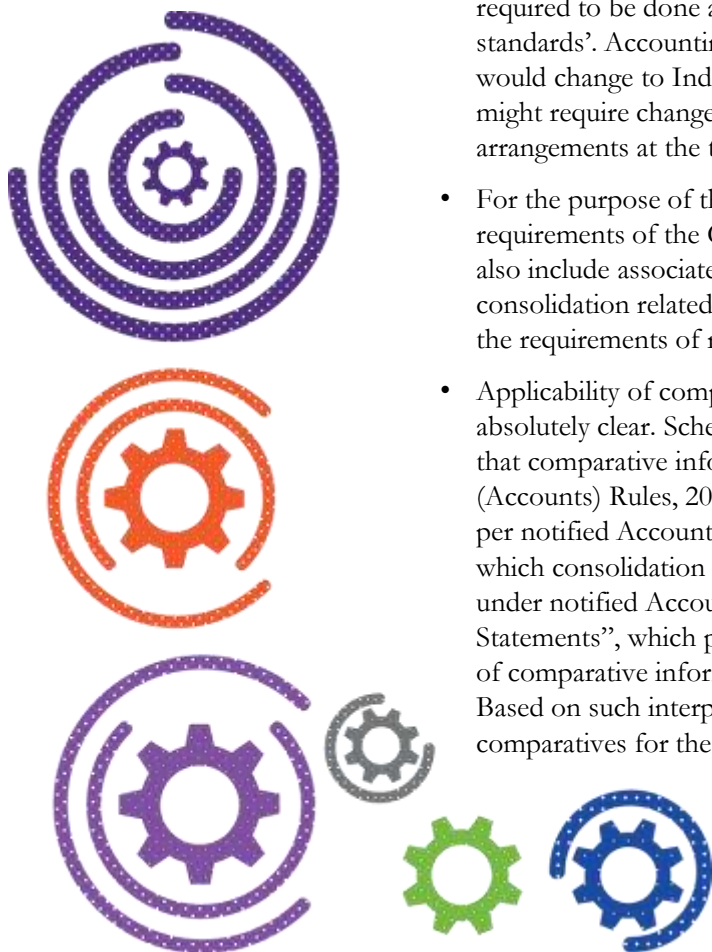 required to be done a
standards’. Accountin
would change to Ind
might require change
arrangements at the t
• For the purpose of th
requirements of the C
also include associate
consolidation related
the requirements of r
• Applicability of comp
absolutely clear. Sche
that comparative info
(Accounts) Rules, 20
per notified Account
which consolidation
under notified Accou
Statements”, which p
of comparative infor
Based on such interp
comparatives for the